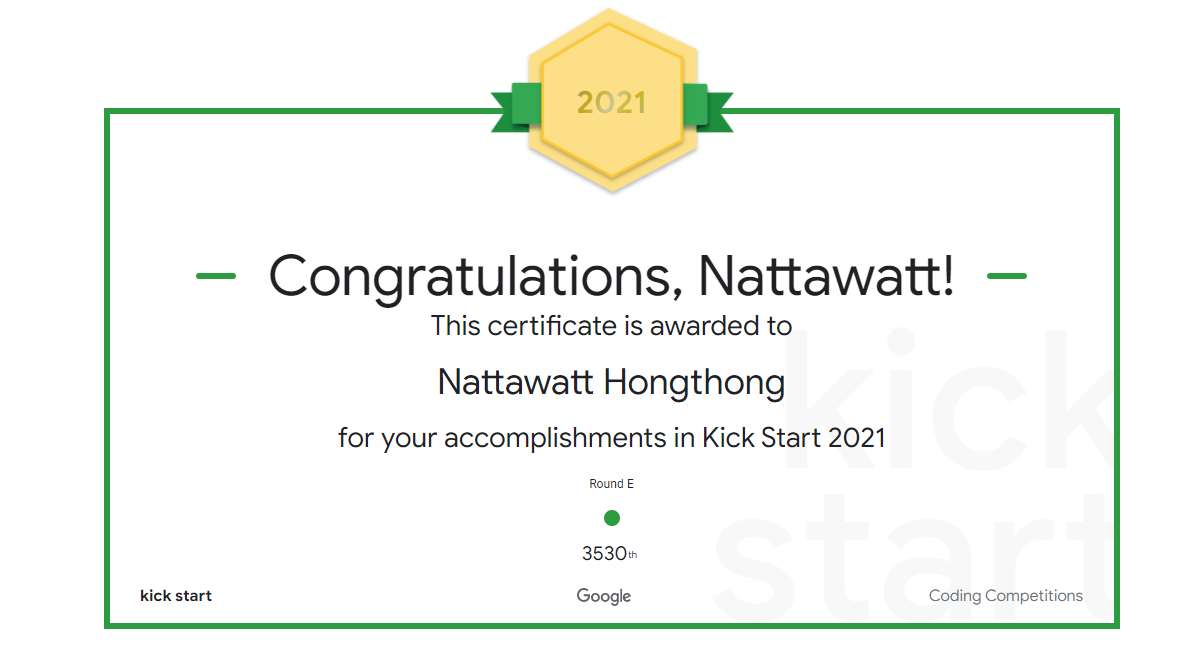 2021
Congratulations, Nattawatt!
This certificate is awarded to
Nattawatt Hongthong
for your accomplishments in Kick Start 2021
Round E
3530th
kick start
Google
Coding Competitions
kick
start